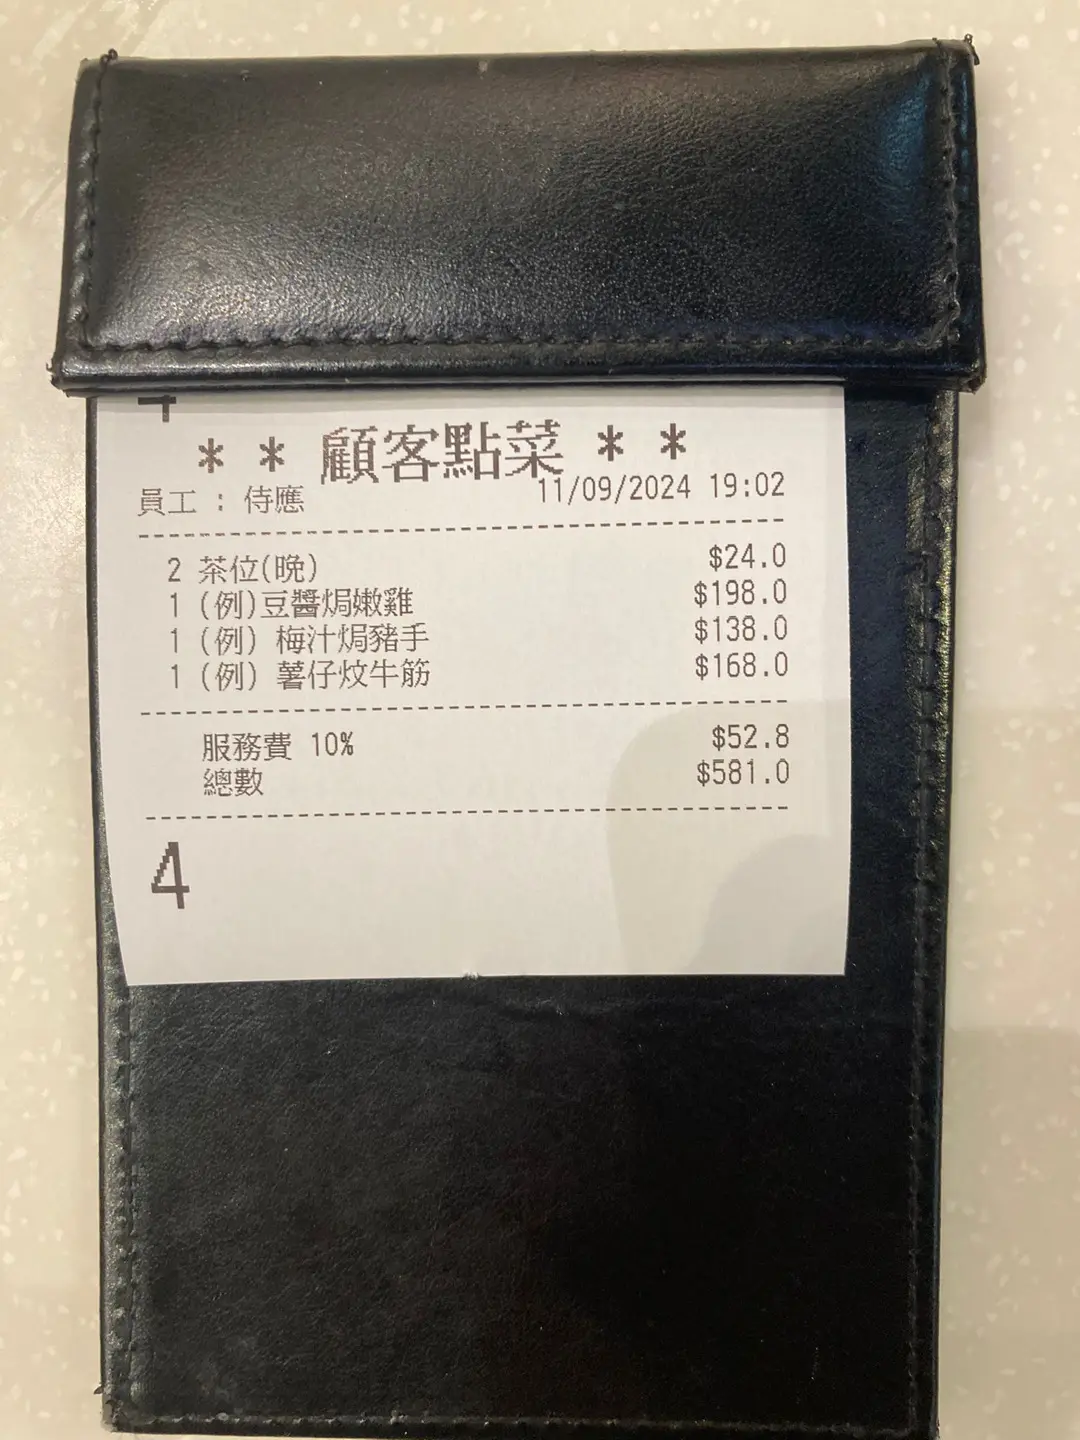 * * 顧客點菜 * *
員工 : 侍應 11/09/2024 19:02
2 茶位(晚) $24.0
1 (例)豆醬焗嫩雞 $198.0
1 (例) 梅汁焗豬手 $138.0
1 (例) 薯仔炆牛筋 $168.0
服務費 10% $52.8
總數 $581.0
4